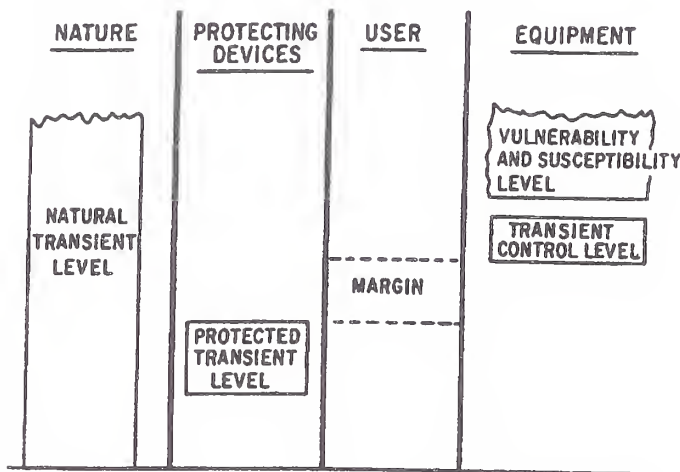 NATURE
PROTECTING
DEVICES
USER
EQUIPMENT
NATURAL
TRANSIENT
LEVEL
PROTECTED
TRANSIENT
LEVEL
MARGIN
VULNERABILITY
AND SUSCEPTIBILITY
LEVEL
TRANSIENT
CONTROL LEVEL